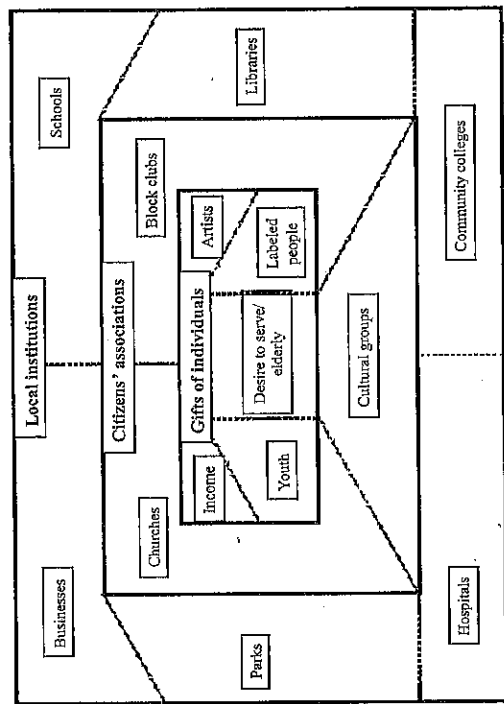 Local institutions
Businesses
Schools
Citizens' associations
Churches
Block clubs
Gifts of individuals
Income
Artists
Parks
Youth
Desire to serve/
elderly
Labeled
people
Libraries
Cultural groups
Hospitals
Community colleges